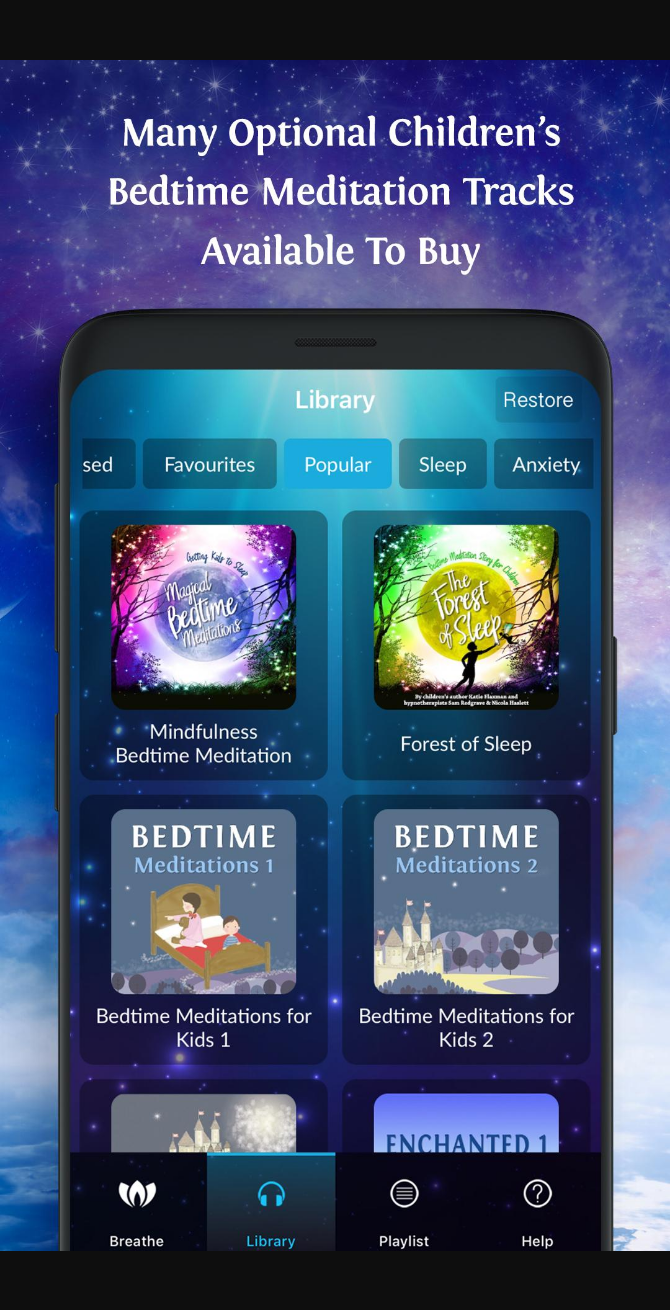 Many Optional Children's
Bedtime Meditation Tracks
Available To Buy
Library
Restore
sed
Favourites
Popular
Sleep
Anxiety
Getting Kids to Sleep
Magical
Bedtime
Meditations
Bedtime Meditation Story for Children
The
Forest
of Sleep
By children's author Katie Flaxman and
hypnotherapists Sam Redgrave & Nicola Haslett
Mindfulness
Bedtime Meditation
Forest of Sleep
BEDTIME
Meditations 1
BEDTIME
Meditations 2
Bedtime Meditations for
Kids 1
Bedtime Meditations for
Kids 2
ENCHANTED 1
Breathe
Library
Playlist
Help